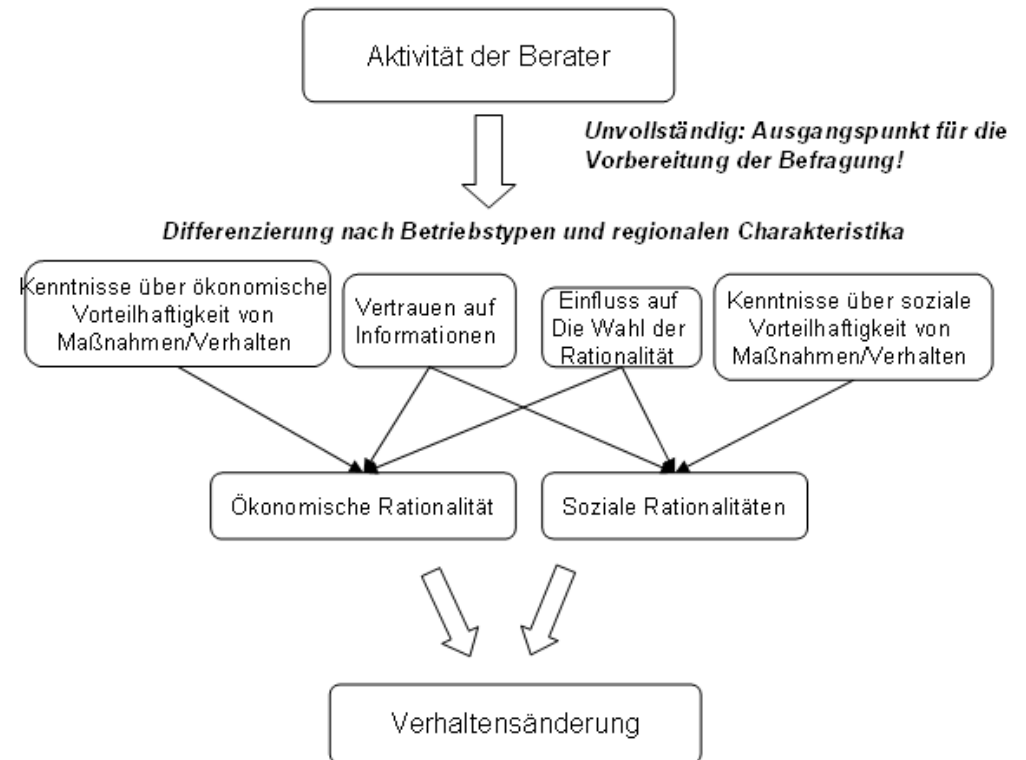 Aktivität der Berater
Unvollständig: Ausgangspunkt für die
Vorbereitung der Befragung!
Differenzierung nach Betriebstypen und regionalen Charakteristika
Kenntnisse über ökonomische
Vorteilhaftigkeit von
Maßnahmen/Verhalten
Vertrauen auf
Informationen
Einfluss auf
Die Wahl der
Rationalität
Kenntnisse über soziale
Vorteilhaftigkeit von
Maßnahmen/Verhalten
Ökonomische Rationalität
Soziale Rationalitäten
Verhaltensänderung